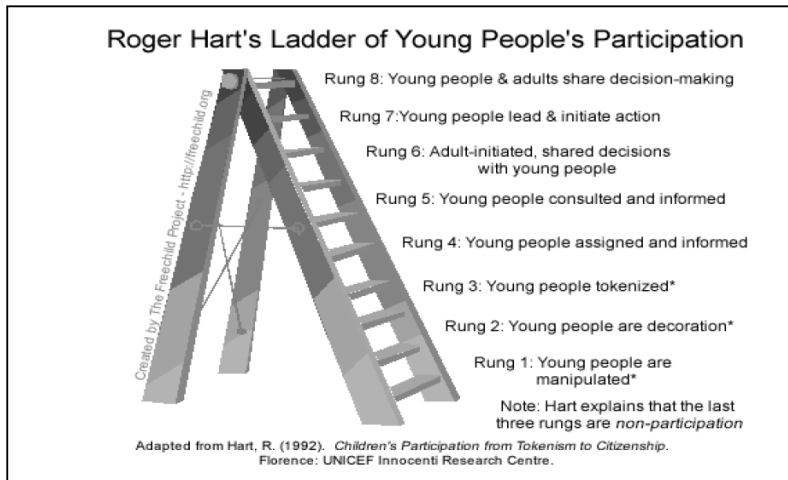 Roger Hart's Ladder of Young People's Participation
Rung 8: Young people & adults share decision-making
Rung 7:Young people lead & initiate action
Rung 6: Adult-initiated, shared decisions
with young people
Rung 5: Young people consulted and informed
Rung 4: Young people assigned and informed
Rung 3: Young people tokenized*
Rung 2: Young people are decoration*
Rung 1: Young people are
manipulated*
Note: Hart explains that the last
three rungs are non-participation
Created by The Freechild Project - http://freechild.org
Adapted from Hart, R. (1992). Children's Participation from Tokenism to Citizenship.
Florence: UNICEF Innocenti Research Centre.